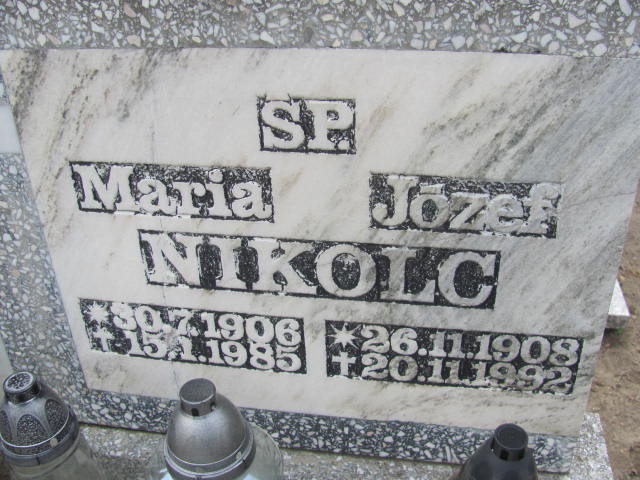 SP.
Maria Józef
NIKOLC
* 30.7.1906 * 26.11.1908
† 15.1.1985 † 20.11.1992